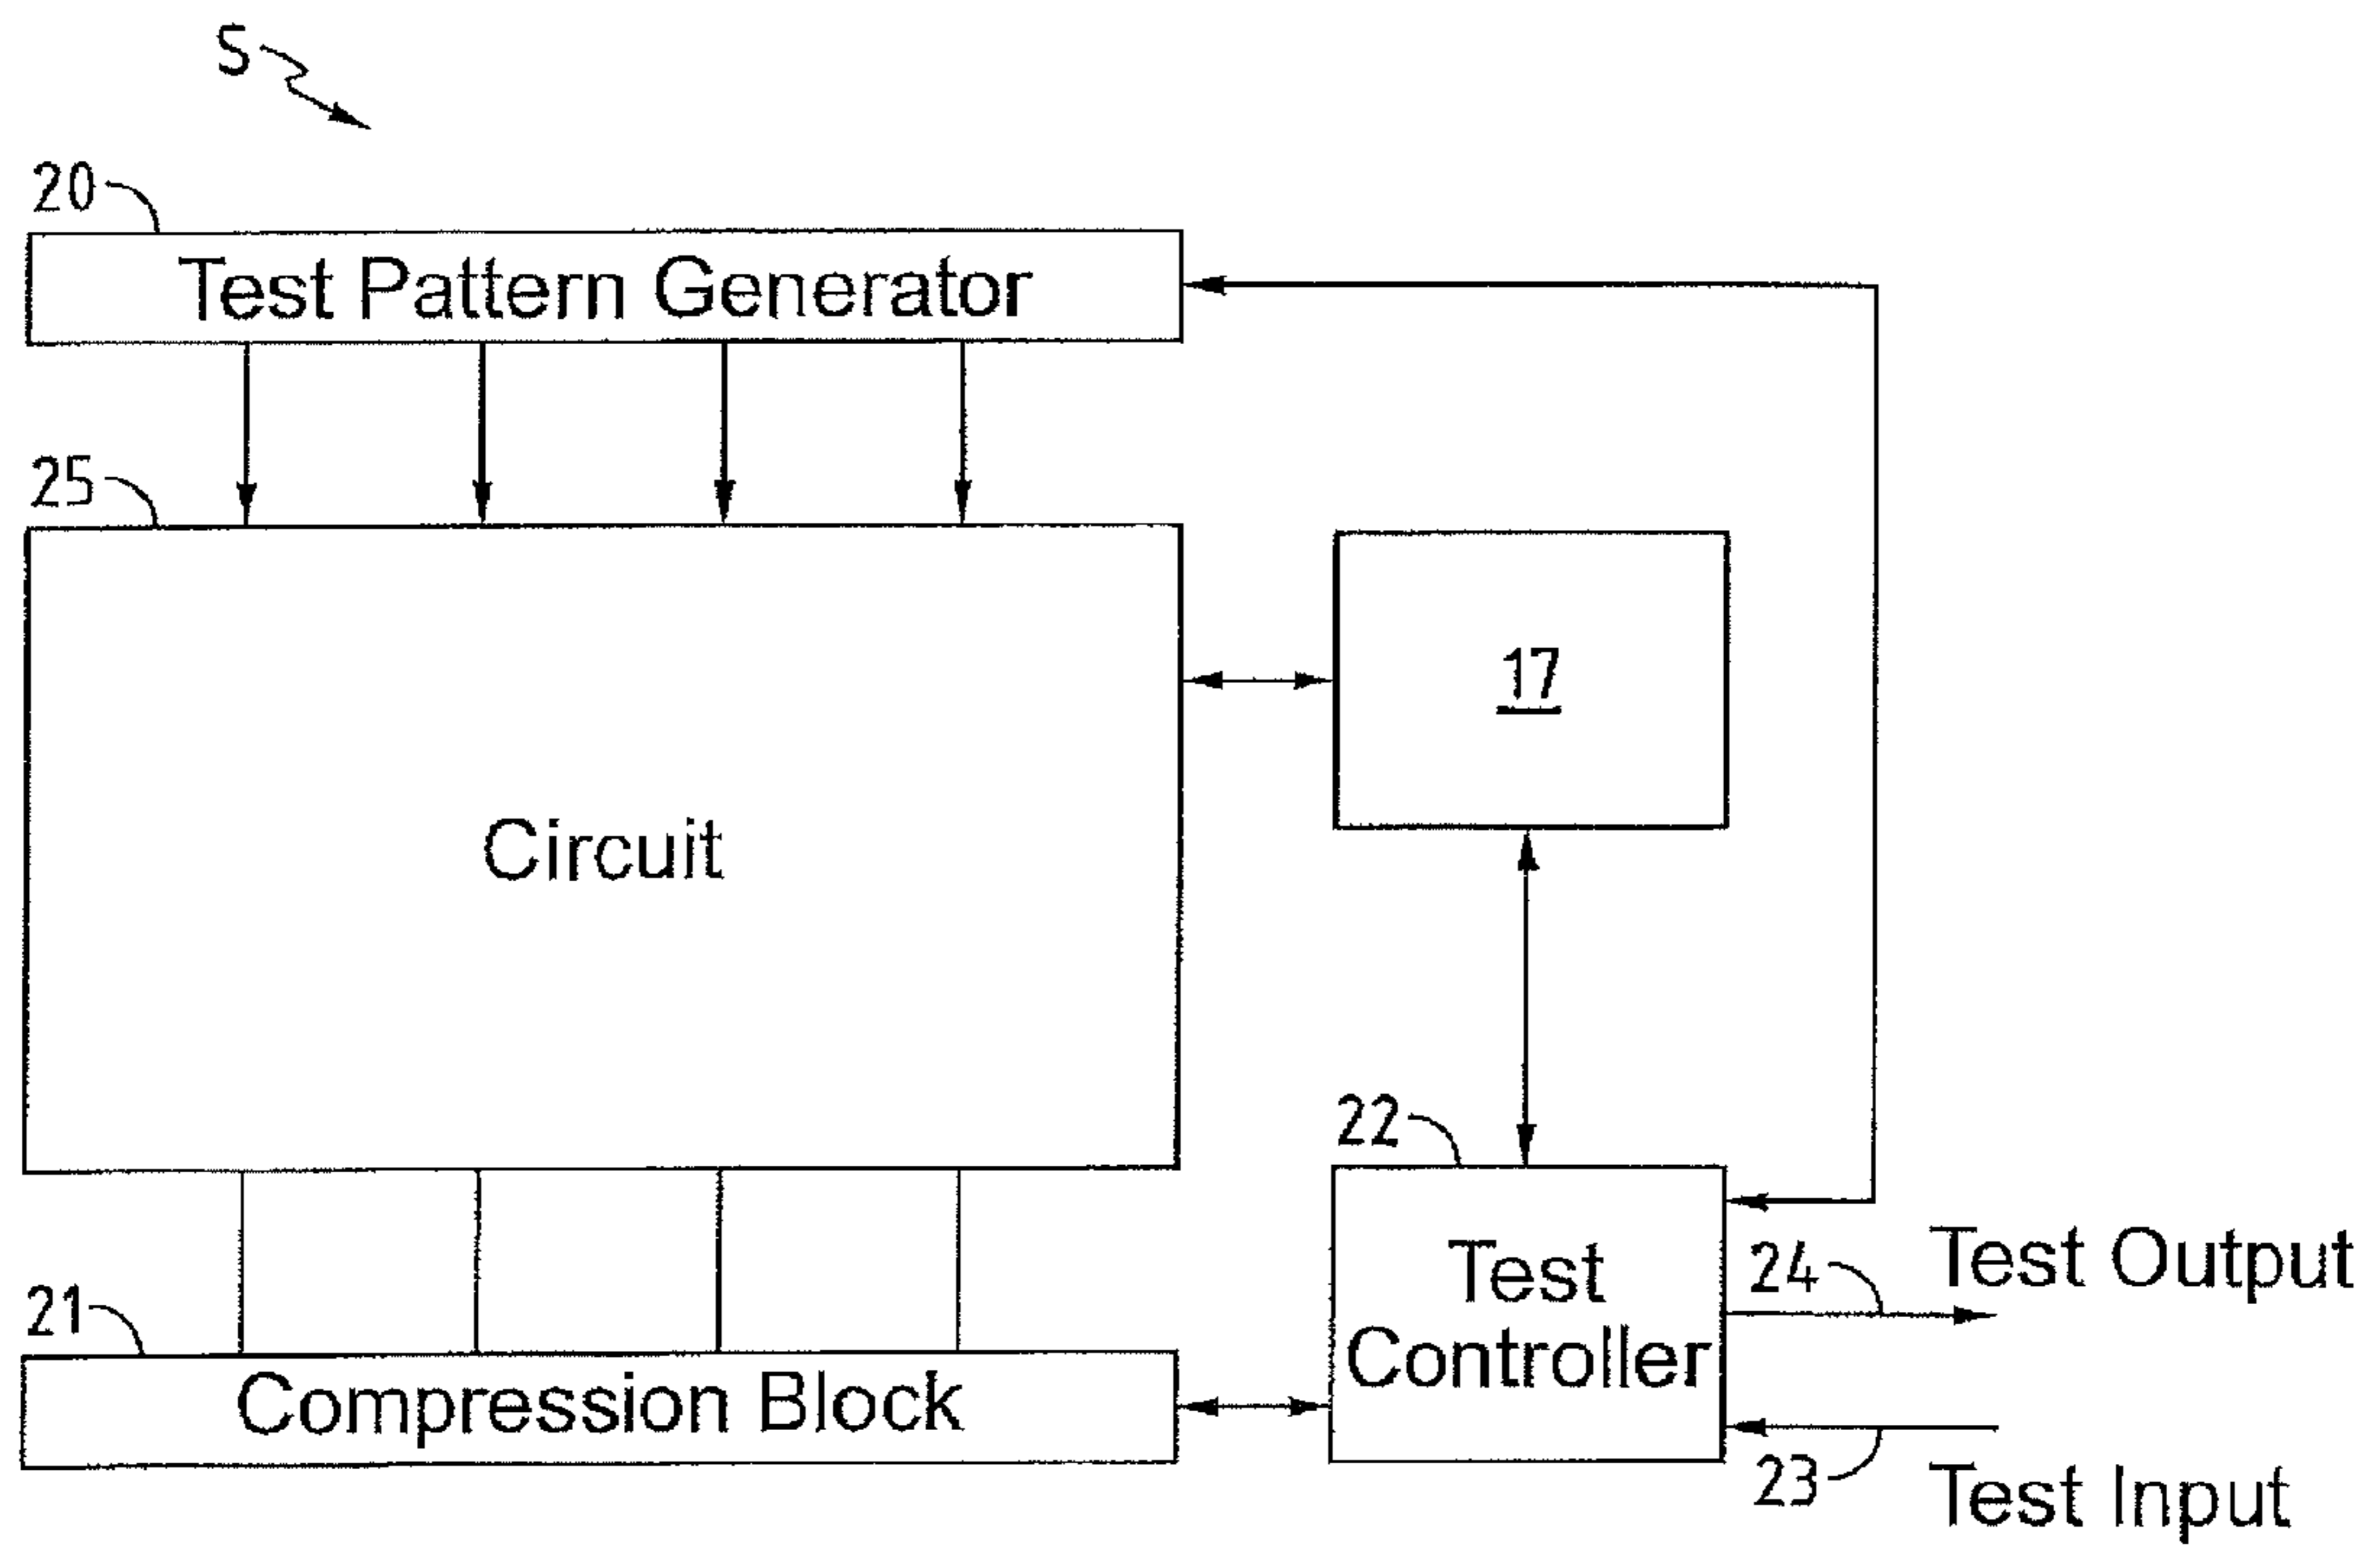 S
20
Test Pattern Generator
25
17
Circuit
22
Test
Controller
24
Test Output
21
Compression Block
23
Test Input